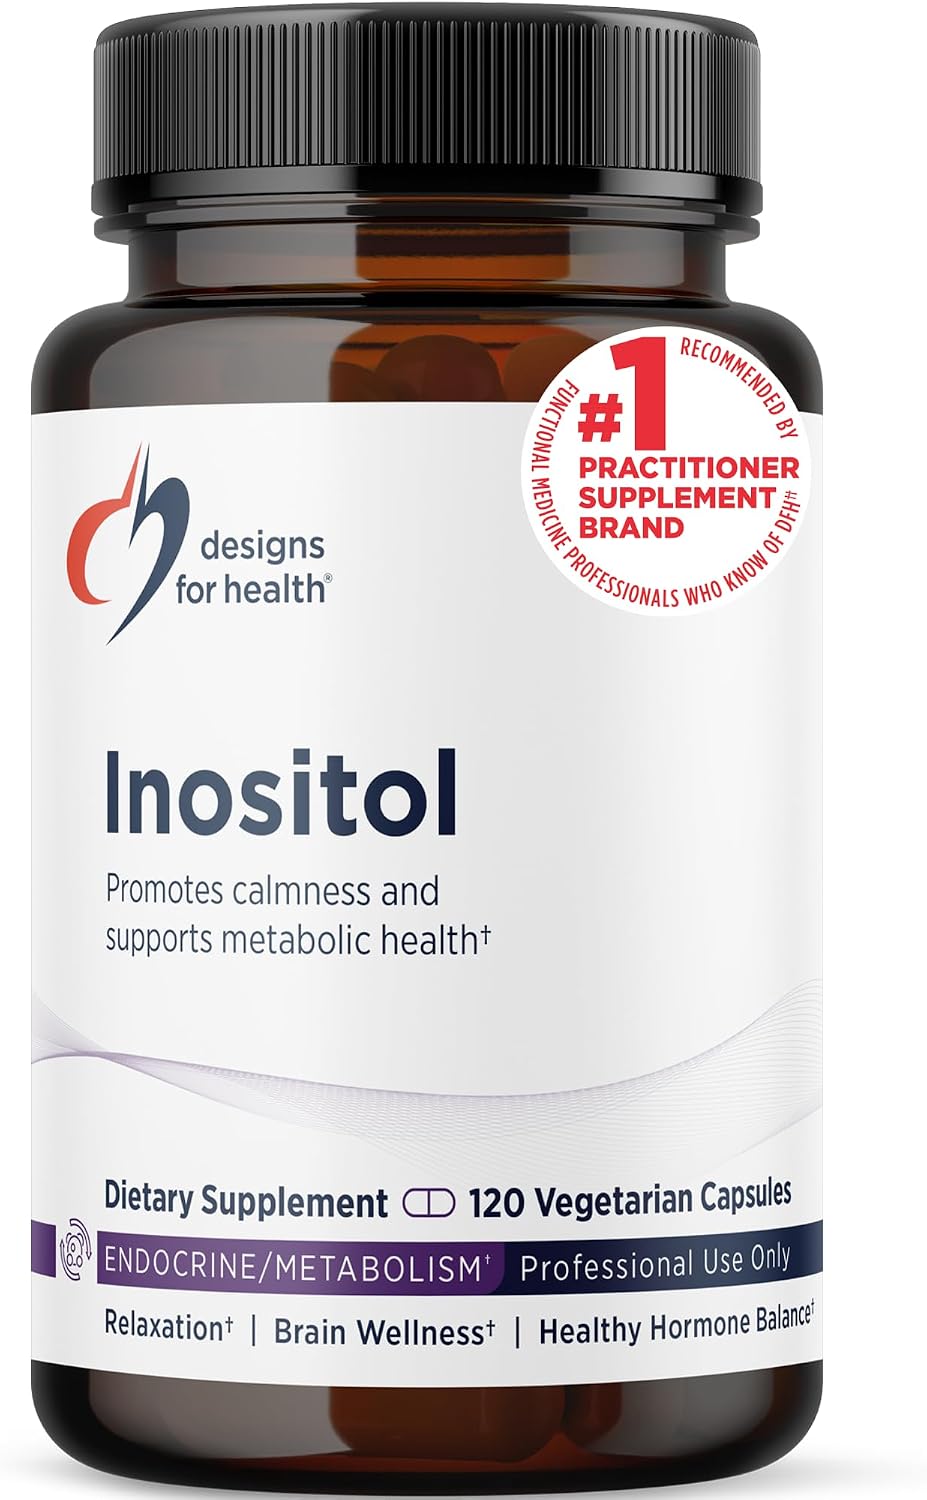 designs
for health®
#1
PRACTITIONER
SUPPLEMENT
BRAND
RECOMMENDED BY
FUNCTIONAL MEDICINE PROFESSIONALS WHO KNOW OF DFH††
Inositol
Promotes calmness and
supports metabolic health†
Dietary Supplement 120 Vegetarian Capsules
ENDOCRINE/METABOLISM† Professional Use Only
Relaxation† | Brain Wellness† | Healthy Hormone Balance†